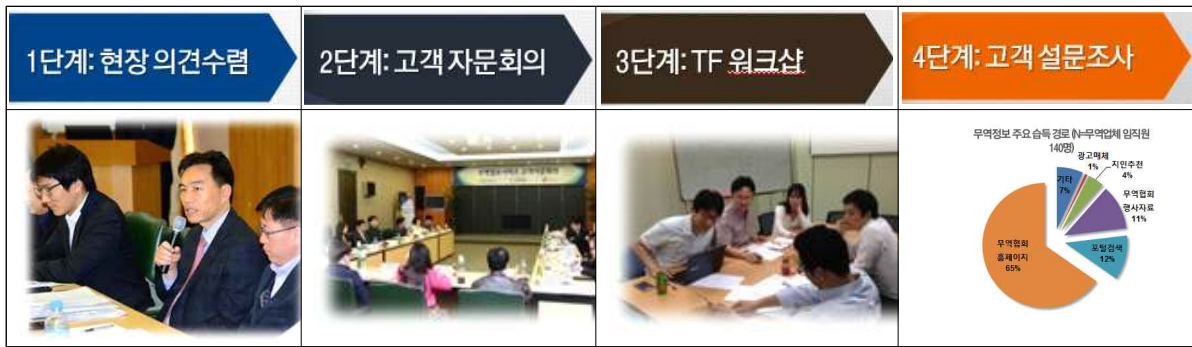 1단계: 현장 의견수렴
2단계: 고객 자문회의
3단계: TF 워크샵
4단계: 고객 설문조사
무역정보 주요 습득 경로 (N=무역업체 임직원
140명)
광고매체
1%
지인추천
4%
기타
7%
무역협회
행사자료
11%
포털검색
12%
무역협회
홈페이지
65%